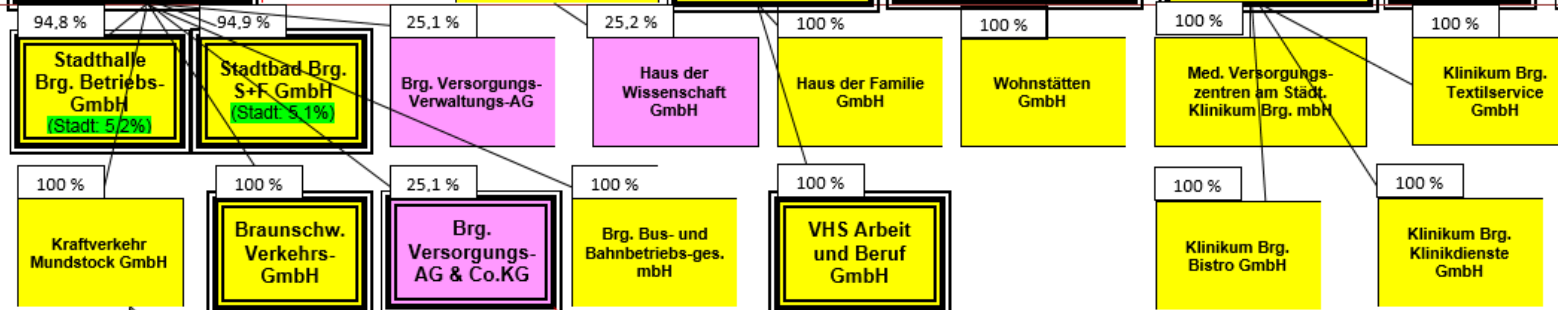 94,8 %
Stadthalle
Brg. Betriebs-
GmbH
(Stadt: 5,2%)
94,9 %
Stadtbad Brg.
S+F GmbH
(Stadt: 5,1%)
25,1 %
Brg. Versorgungs-
Verwaltungs-AG
25,2 %
Haus der
Wissenschaft
GmbH
100 %
Haus der Familie
GmbH
100 %
Wohnstätten
GmbH
100 %
Med. Versorgungs-
zentren am Städt.
Klinikum Brg. mbH
100 %
Klinikum Brg.
Textilservice
GmbH
100 %
Kraftverkehr
Mundstock GmbH
100 %
Braunschw.
Verkehrs-
GmbH
25,1 %
Brg.
Versorgungs-
AG & Co.KG
100 %
Brg. Bus- und
Bahnbetriebs-ges.
mbH
100 %
VHS Arbeit
und Beruf
GmbH
100 %
Klinikum Brg.
Bistro GmbH
100 %
Klinikum Brg.
Klinikdienste
GmbH